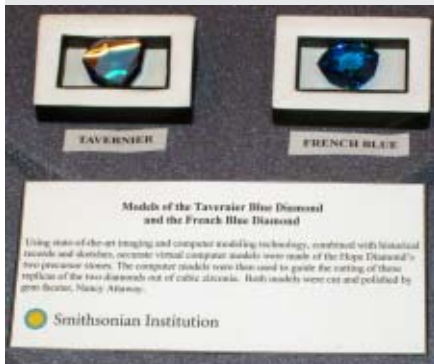 TAVERNIER
FRENCH BLUE
Models of the Tavernier Blue Diamond
and the French Blue Diamond
Using state-of-the-art imaging and computer modeling technology, combined with historical
records and sketches, accurate virtual computer models were made of the Hope Diamond's
two precursor stones. The computer models were then used to guide the cutting of these
replicas of the two diamonds out of cubic zirconia. Both models were cut and polished by
gem faceter, Nancy Attaway.
Smithsonian Institution